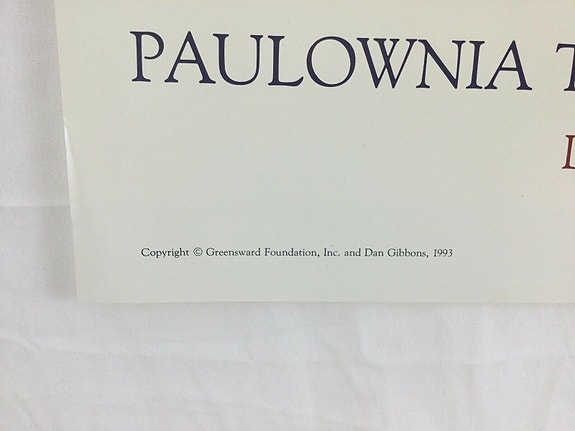 PAULOWNIA
Copyright © Greensward Foundation, Inc. and Dan Gibbons, 1993